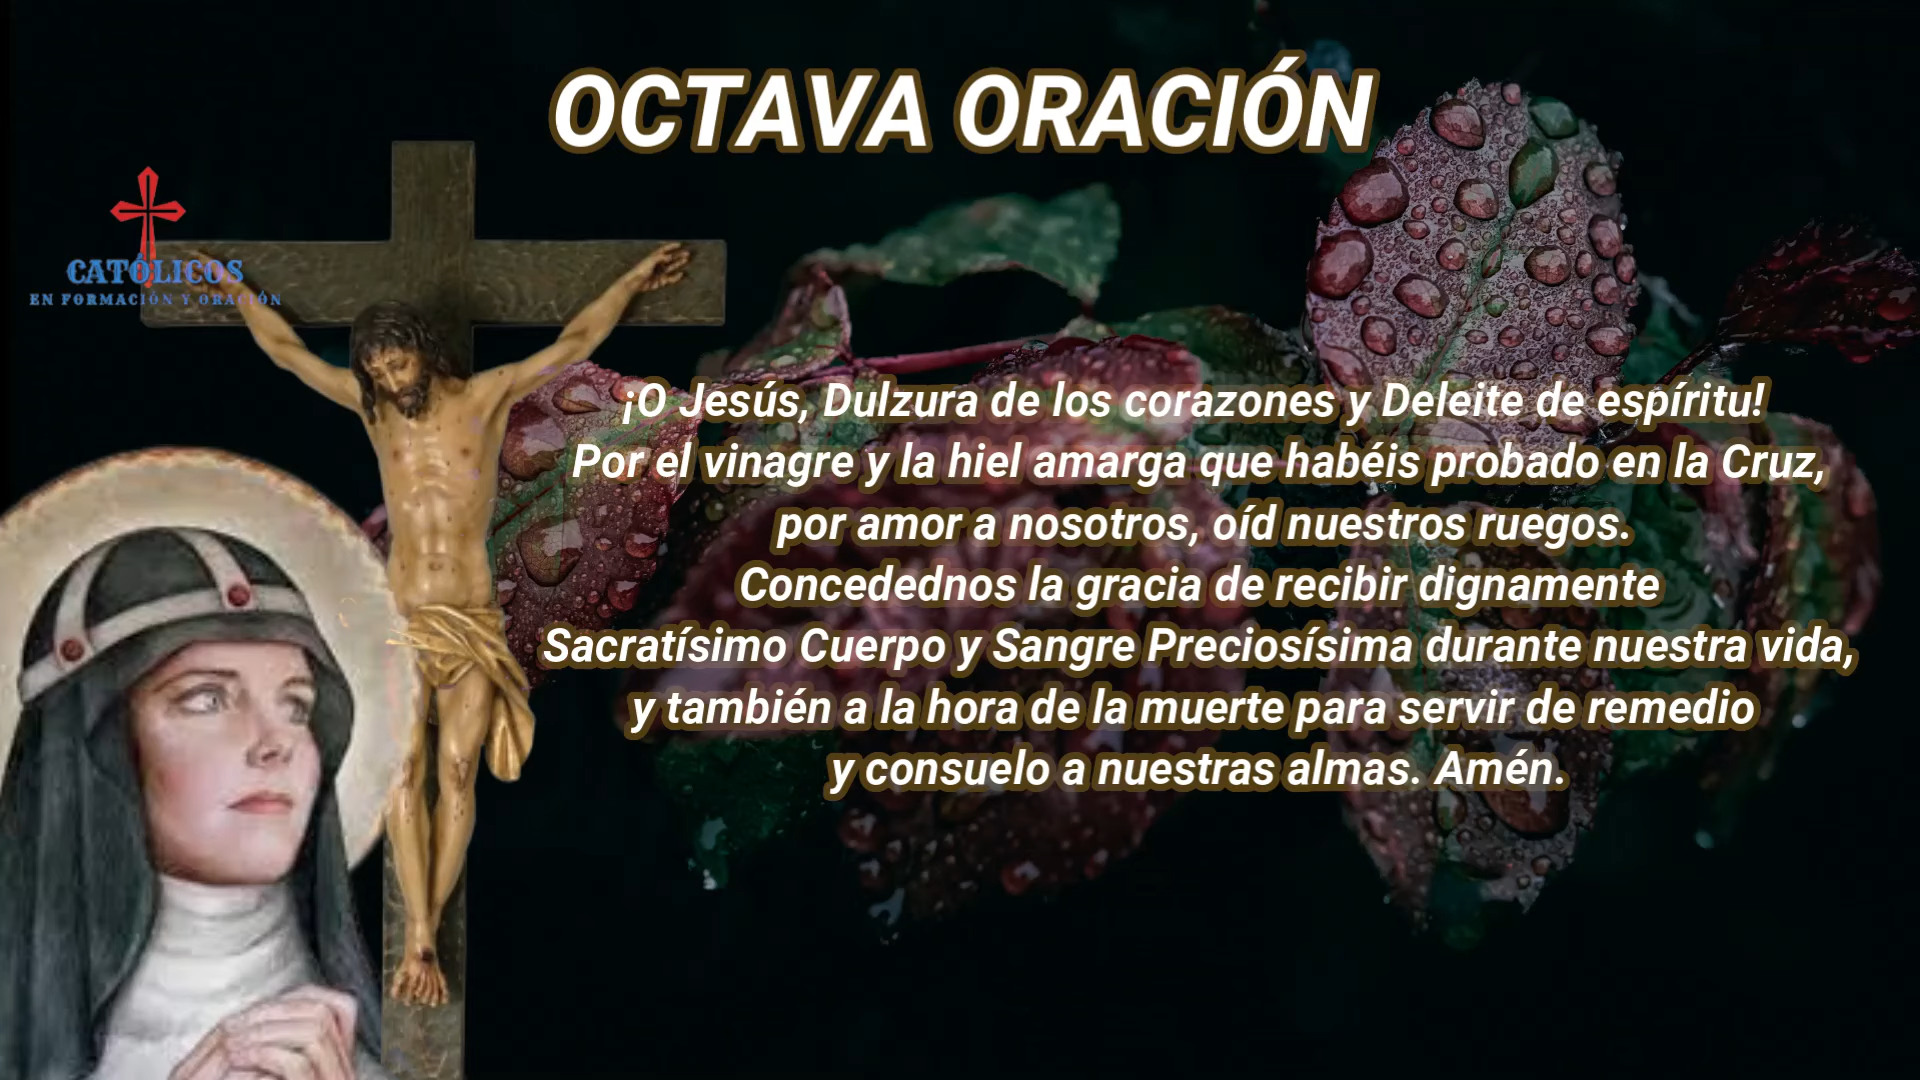 OCTAVA ORACIÓN
CATÓLICOS
EN FORMACIÓN Y ORACIÓN
¡O Jesús, Dulzura de los corazones y Deleite de espíritu!
Por el vinagre y la hiel amarga que habéis probado en la Cruz,
por amor a nosotros, oíd nuestros ruegos.
Concedednos la gracia de recibir dignamente
Sacratísimo Cuerpo y Sangre Preciosísima durante nuestra vida,
y también a la hora de la muerte para servir de remedio
y consuelo a nuestras almas. Amén.